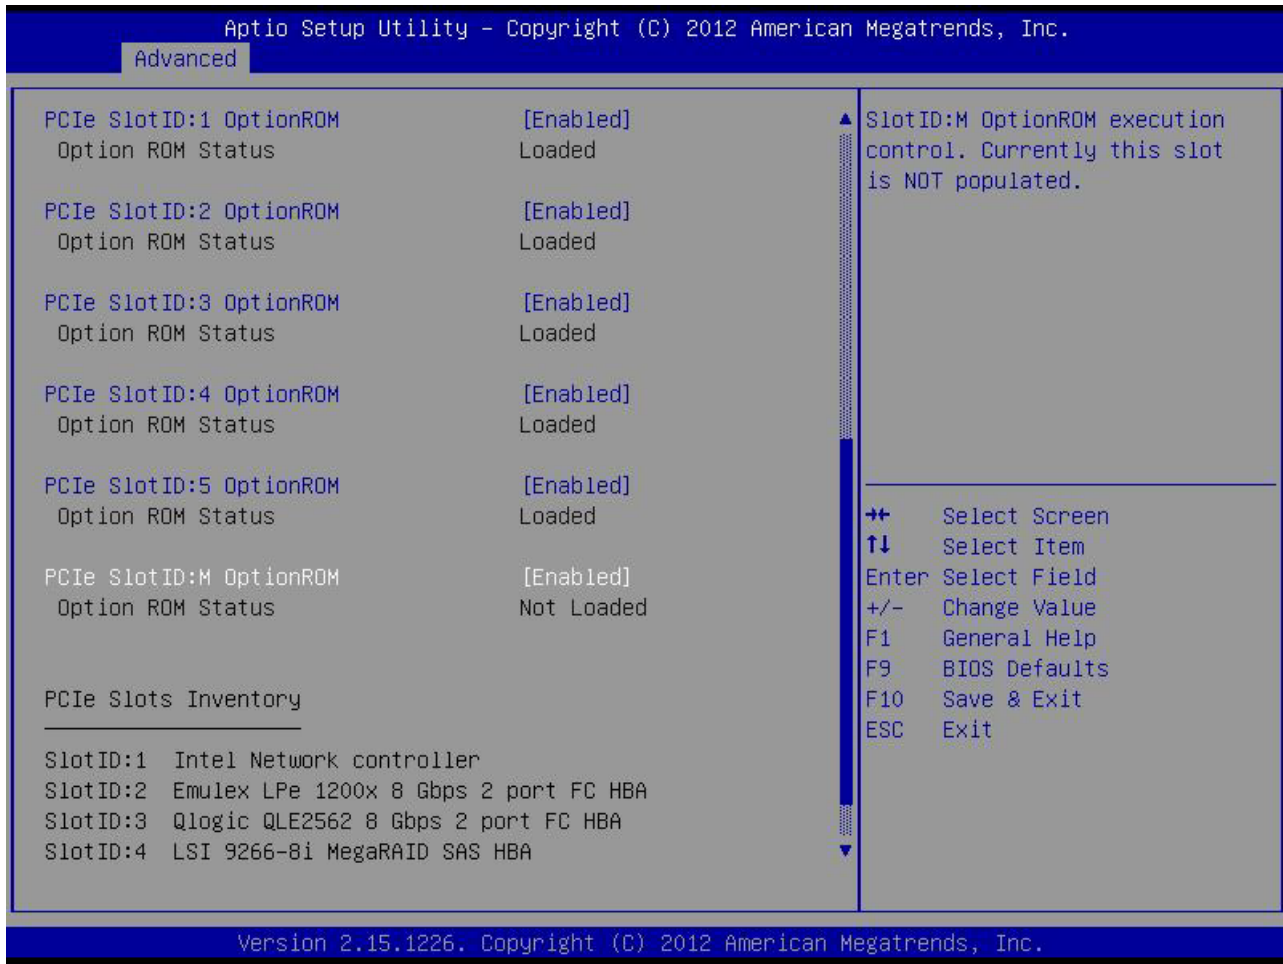 Aptio Setup Utility – Copyright (C) 2012 American Megatrends, Inc.
Advanced
PCIe SlotID:1 OptionROM [Enabled]
Option ROM Status Loaded
PCIe SlotID:2 OptionROM [Enabled]
Option ROM Status Loaded
PCIe SlotID:3 OptionROM [Enabled]
Option ROM Status Loaded
PCIe SlotID:4 OptionROM [Enabled]
Option ROM Status Loaded
PCIe SlotID:5 OptionROM [Enabled]
Option ROM Status Loaded
PCIe SlotID:M OptionROM [Enabled]
Option ROM Status Not Loaded
PCIe Slots Inventory
SlotID:1 Intel Network controller
SlotID:2 Emulex LPe 1200x 8 Gbps 2 port FC HBA
SlotID:3 Qlogic QLE2562 8 Gbps 2 port FC HBA
SlotID:4 LSI 9266-8i MegaRAID SAS HBA
SlotID:M OptionROM execution
control. Currently this slot
is NOT populated.
→← Select Screen
↑↓ Select Item
Enter Select Field
+/- Change Value
F1 General Help
F9 BIOS Defaults
F10 Save & Exit
ESC Exit
Version 2.15.1226. Copyright (C) 2012 American Megatrends, Inc.